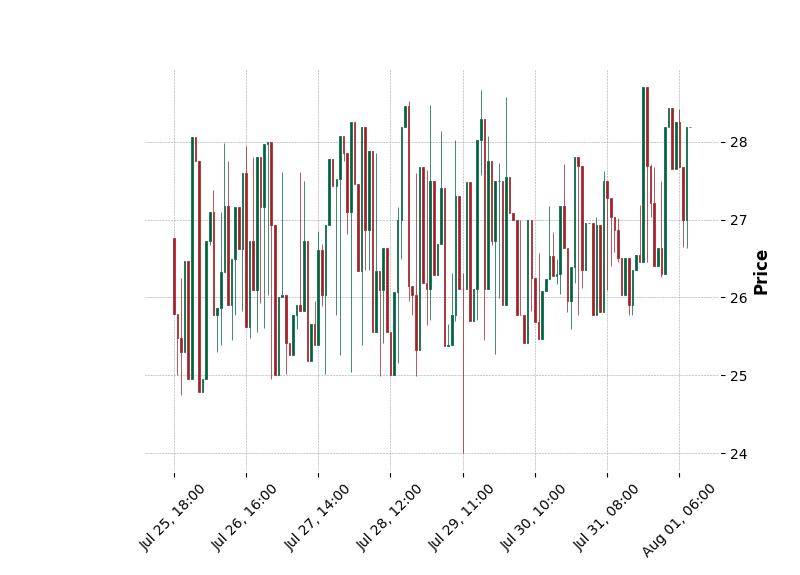 28
27
26
25
24
Price
Jul 25, 18:00
Jul 26, 16:00
Jul 27, 14:00
Jul 28, 12:00
Jul 29, 11:00
Jul 30, 10:00
Jul 31, 08:00
Aug 01, 06:00